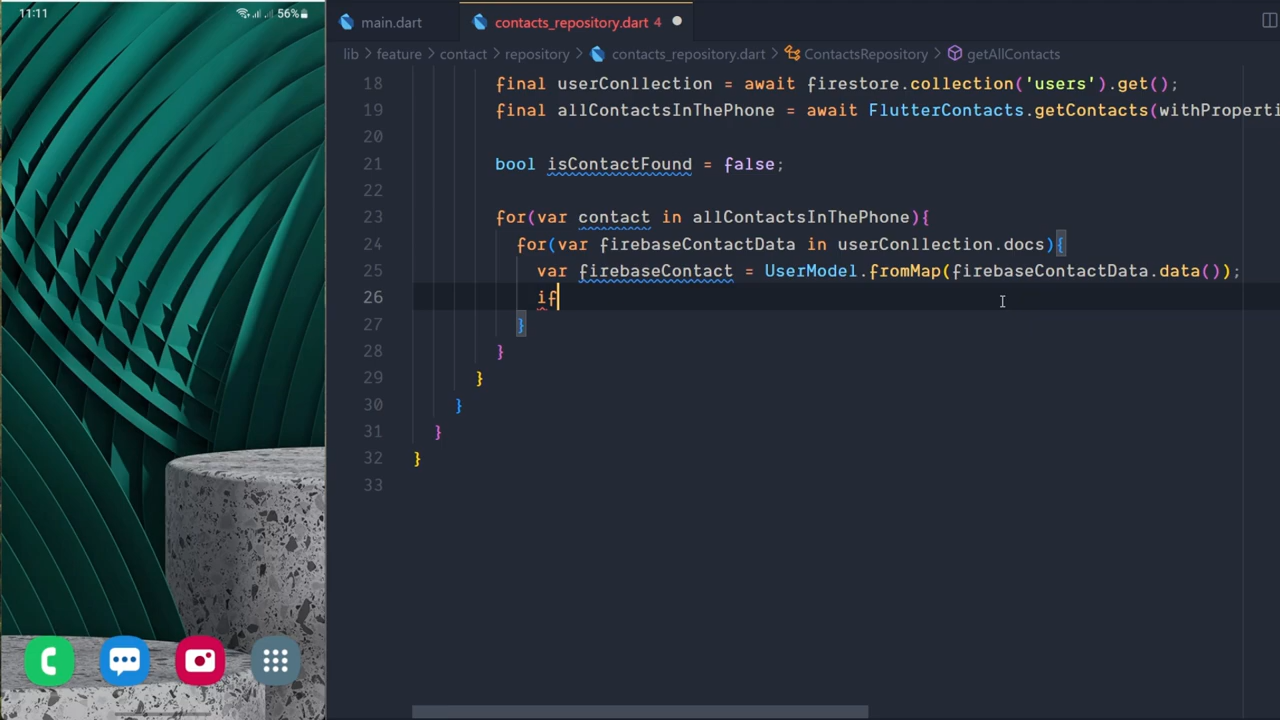 11:11 56%
main.dart contacts_repository.dart 4
lib > feature > contact > repository > contacts_repository.dart > ContactsRepository > getAllContacts
18 final userConllection = await firestore.collection('users').get();
19 final allContactsInThePhone = await FlutterContacts.getContacts(withProperti
20
21 bool isContactFound = false;
22
23 for(var contact in allContactsInThePhone){
24 for(var firebaseContactData in userConllection.docs){
25 var firebaseContact = UserModel.fromMap(firebaseContactData.data());
26 if
27 }
28 }
29 }
30 }
31 }
32 }
33